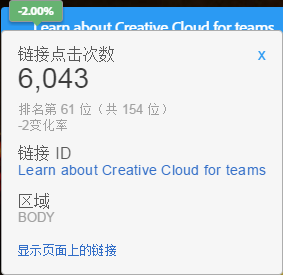 -2.00%
Learn about Creative Cloud for teams
链接点击次数
x
6,043
排名第 61 位（共 154 位）
-2变化率
链接 ID
Learn about Creative Cloud for teams
区域
BODY
显示页面上的链接